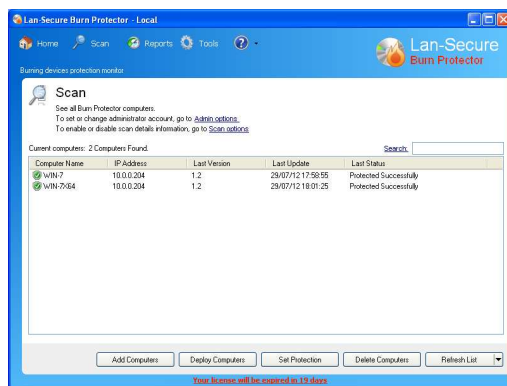 Lan-Secure Burn Protector - Local
Home Scan Reports Tools ?
Lan-Secure
Burn Protector
Burning devices protection monitor
Scan
See all Burn Protector computers.
To set or change administrator account, go to Admin options.
To enable or disable scan details information, go to Scan options
Current computers: 2 Computers Found. Search:
Computer Name IP Address Last Version Last Update Last Status
WIN-7 10.0.0.204 1.2 29/07/12 17:58:55 Protected Successfully
WIN-7X64 10.0.0.204 1.2 29/07/12 18:01:25 Protected Successfully
Add Computers Deploy Computers Set Protection Delete Computers Refresh List
Your license will be expired in 19 days